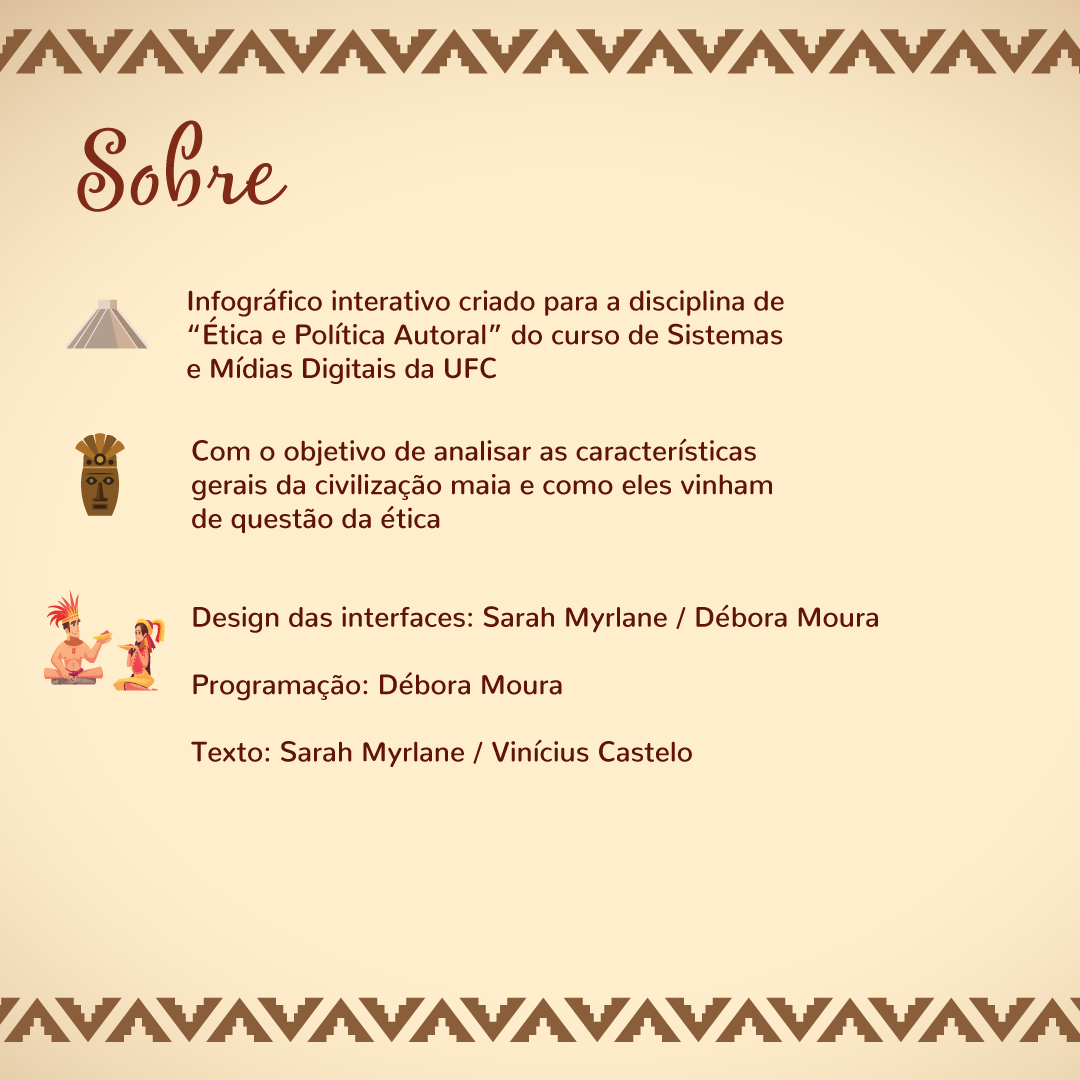 Sobre
Infográfico interativo criado para a disciplina de
“Ética e Política Autoral” do curso de Sistemas
e Mídias Digitais da UFC
Com o objetivo de analisar as características
gerais da civilização maia e como eles vinham
de questão da ética
Design das interfaces: Sarah Myrlane / Débora Moura
Programação: Débora Moura
Texto: Sarah Myrlane / Vinícius Castelo